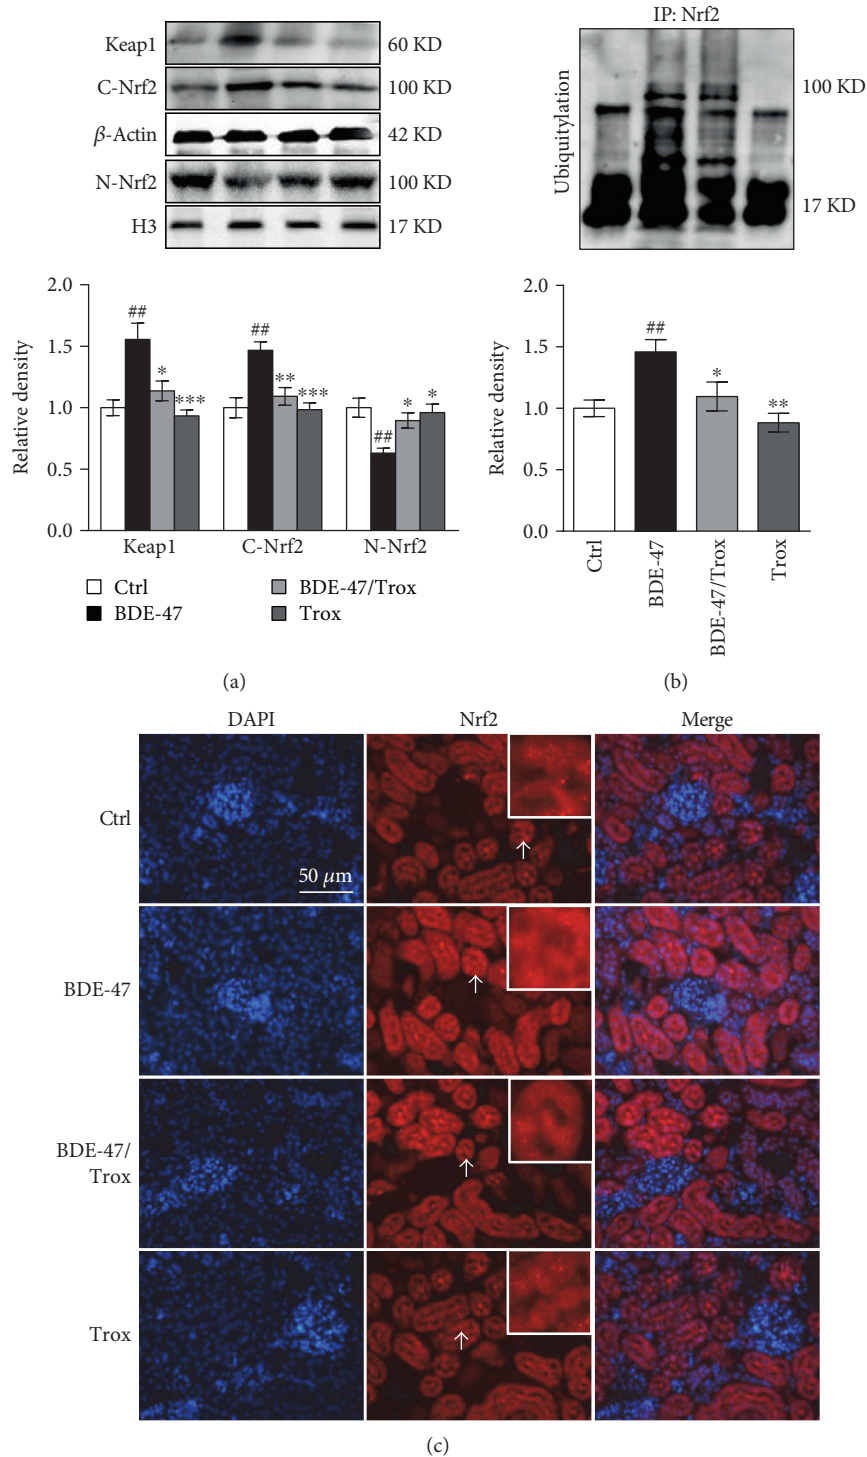 Keap1
60 KD
C-Nrf2
100 KD
β-Actin
42 KD
N-Nrf2
100 KD
H3
17 KD
Relative density
2.0
1.5
1.0
0.5
0.0
##
*
***
##
**
***
##
*
*
Keap1 C-Nrf2 N-Nrf2
Ctrl
BDE-47
BDE-47/Trox
Trox
(a)
IP: Nrf2
Ubiquitylation
100 KD
17 KD
Relative density
2.0
1.5
1.0
0.5
0.0
##
*
**
Ctrl
BDE-47
BDE-47/Trox
Trox
(b)
DAPI Nrf2 Merge
Ctrl
50 μm
BDE-47
BDE-47/
Trox
Trox
(c)